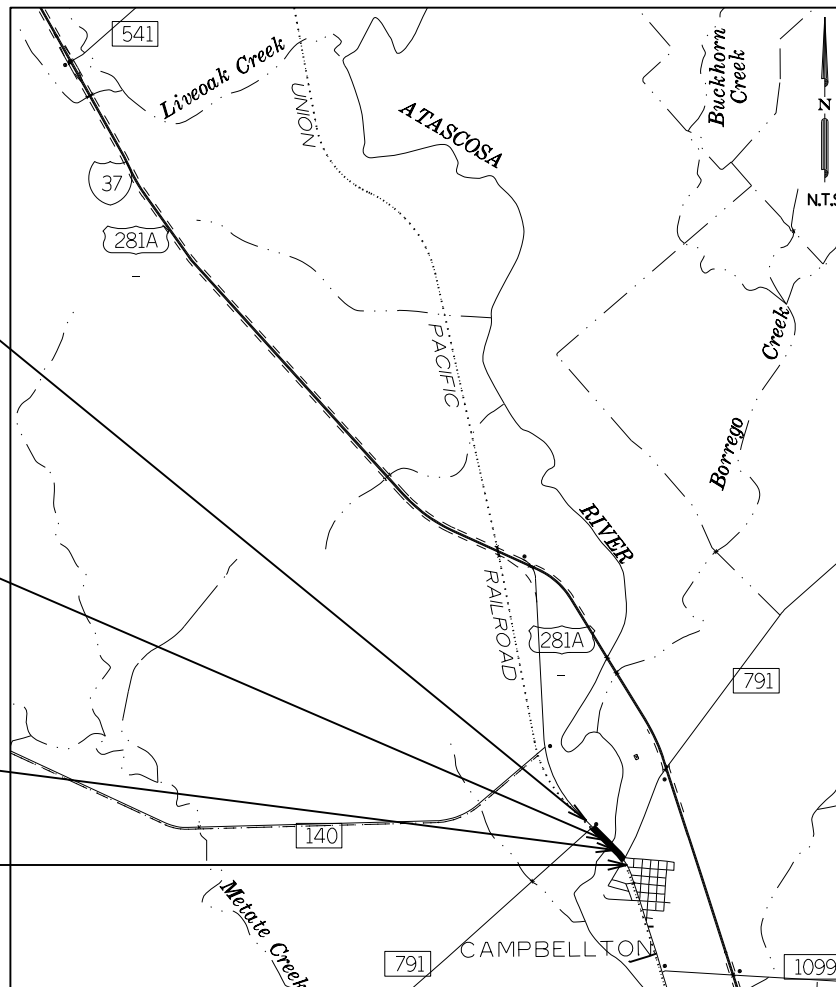 541
Liveoak Creek
UNION
ATASCOSA
Buckhorn
Creek
N
N.T.S
37
281A
PACIFIC
Creek
Borrego
RIVER
RAILROAD
281A
791
140
Metate Creek
791
CAMPBELLTON
1099